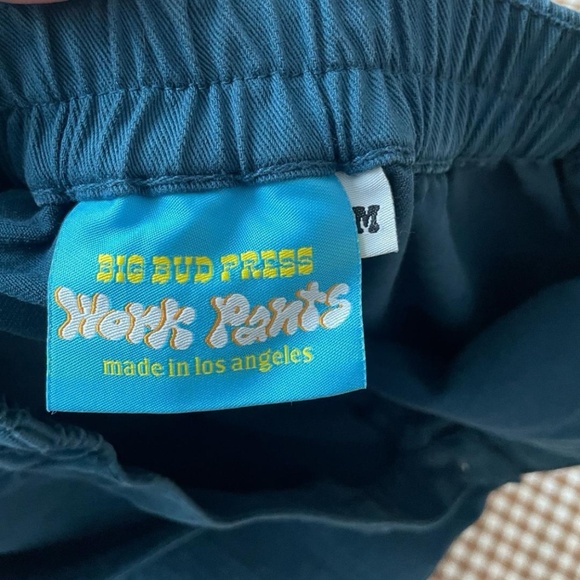 BIG BUD PRESS
Work Pants
made in los angeles
M